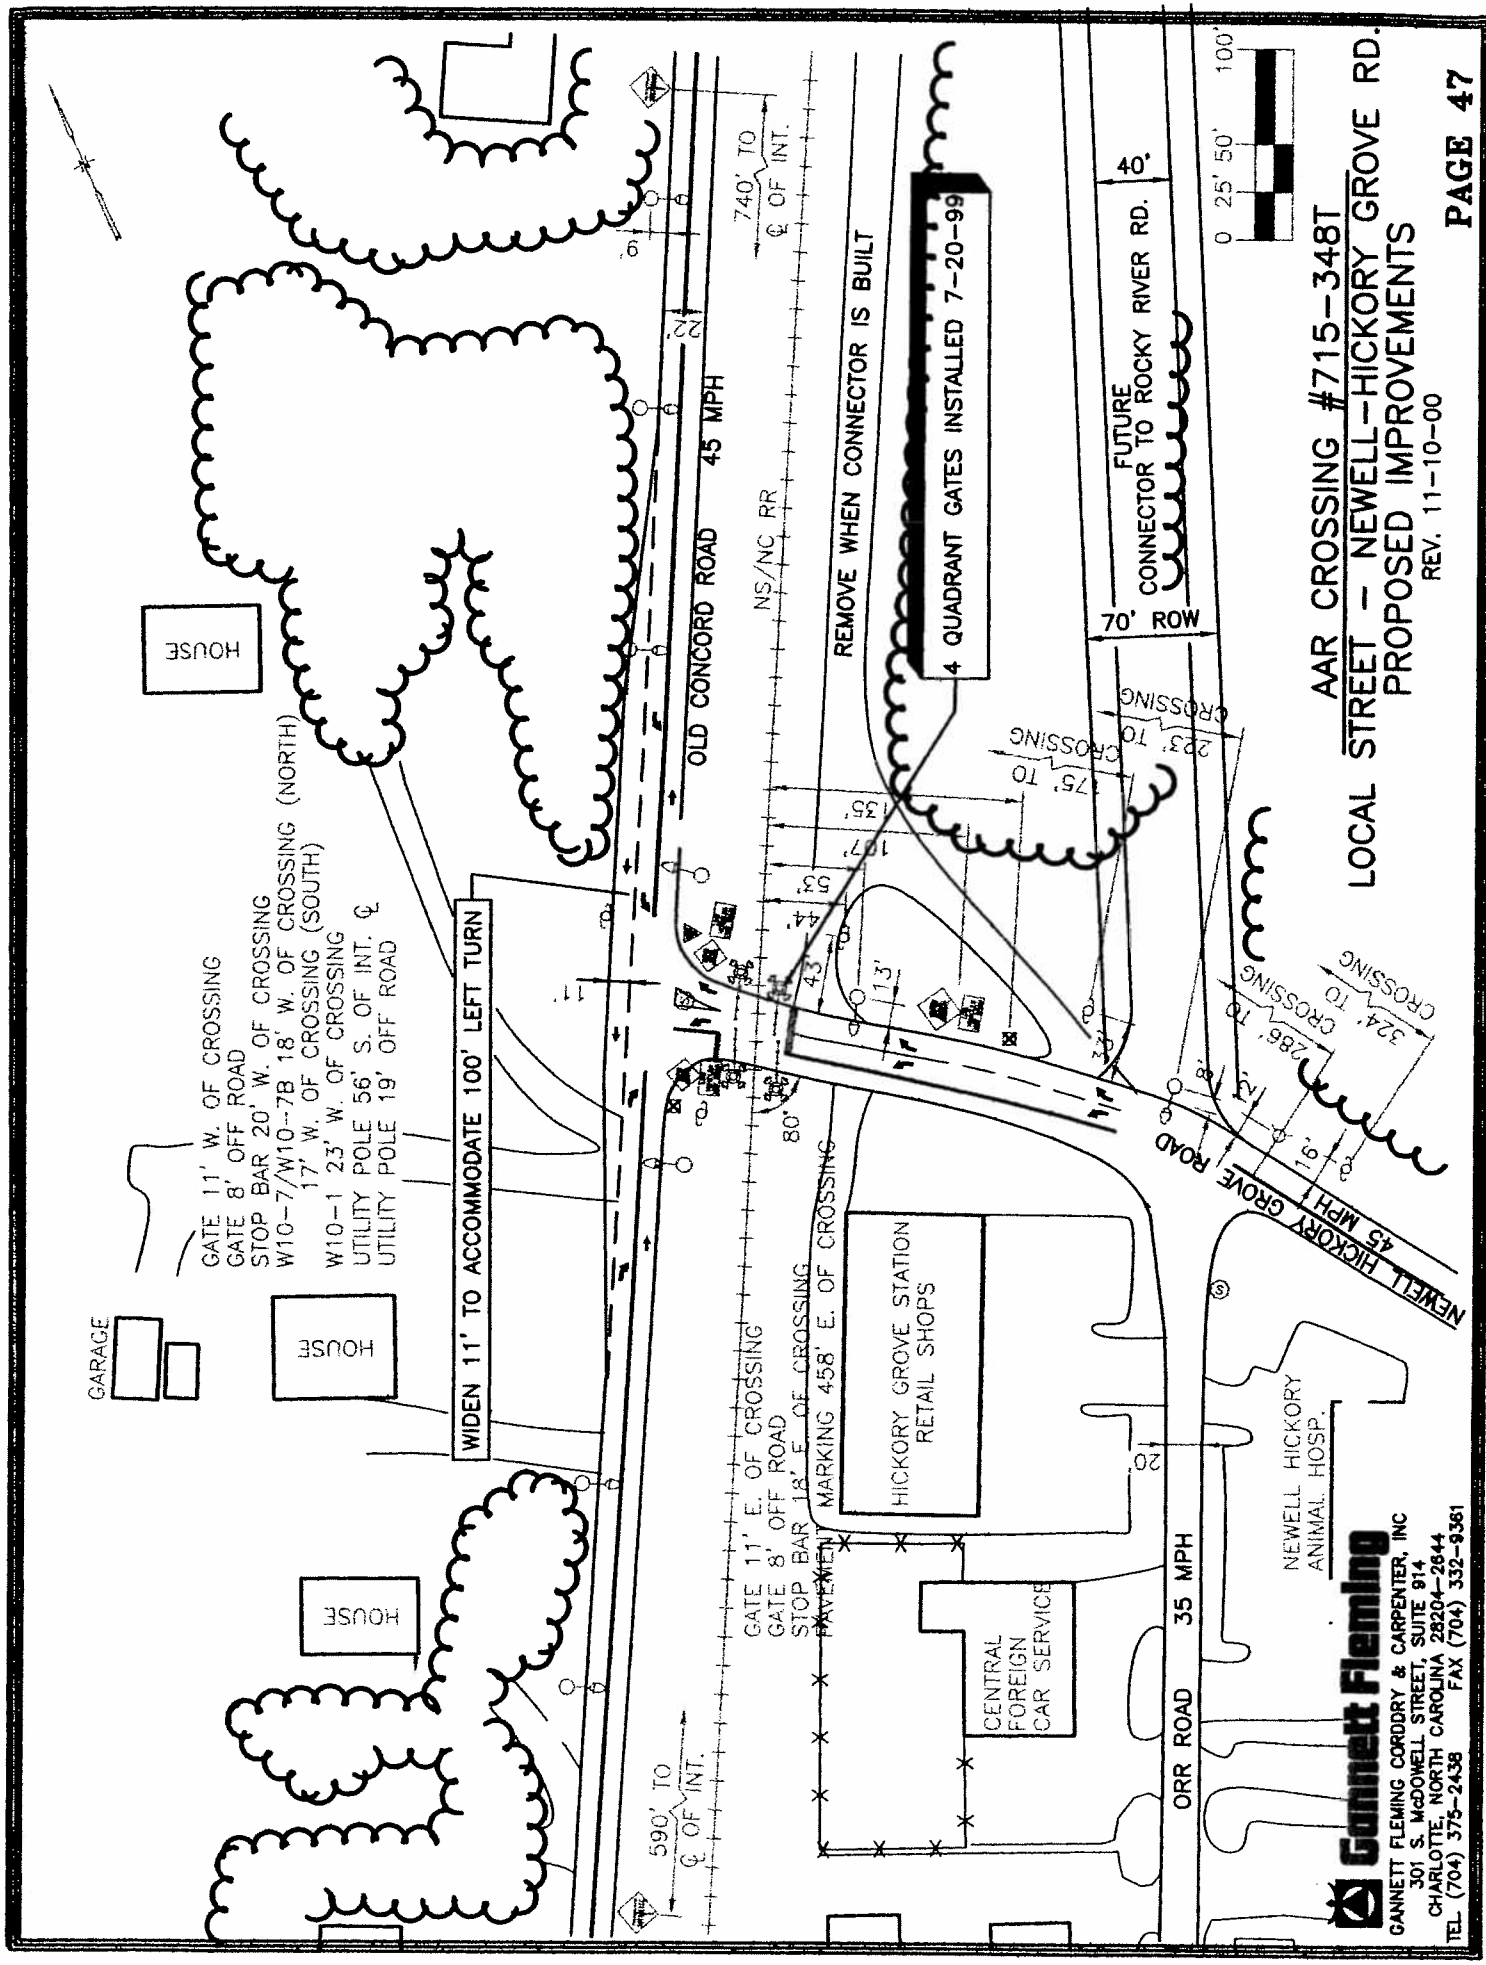 GARAGE
HOUSE
HOUSE
HOUSE
GATE 11' W. OF CROSSING
GATE 8' OFF ROAD
STOP BAR 20' W. OF CROSSING
W10-7/W10-7B 18' W. OF CROSSING (NORTH)
17' W. OF CROSSING (SOUTH)
W10-1 23' W. OF CROSSING
UTILITY POLE 56' S. OF INT. ℄
UTILITY POLE 19' OFF ROAD
WIDEN 11' TO ACCOMMODATE 100' LEFT TURN
11'
22'
9'
OLD CONCORD ROAD 45 MPH
740' TO
℄ OF INT.
590' TO
℄ OF INT.
NS/NC RR
REMOVE WHEN CONNECTOR IS BUILT
4 QUADRANT GATES INSTALLED 7-20-99
GATE 11' E. OF CROSSING
GATE 8' OFF ROAD
STOP BAR 18' E. OF CROSSING
PAVEMENT MARKING 458' E. OF CROSSING
80'
43'
44'
53'
107'
135'
13'
33'
175' TO
CROSSING
223' TO
CROSSING
286' TO
CROSSING
324' TO
CROSSING
8'
12'
16'
HICKORY GROVE STATION
RETAIL SHOPS
CENTRAL
FOREIGN
CAR SERVICE
20'
ORR ROAD 35 MPH
NEWELL HICKORY GROVE ROAD
45 MPH
S
NEWELL HICKORY
ANIMAL HOSP.
40'
FUTURE
CONNECTOR TO ROCKY RIVER RD.
70' ROW
0 25' 50' 100'
AAR CROSSING #715-348T
LOCAL STREET - NEWELL-HICKORY GROVE RD.
PROPOSED IMPROVEMENTS
REV. 11-10-00
PAGE 47
Gannett Fleming
GANNETT FLEMING CORDDRY & CARPENTER, INC
301 S. McDOWELL STREET, SUITE 914
CHARLOTTE, NORTH CAROLINA 28204-2644
TEL (704) 375-2438 FAX (704) 332-9361